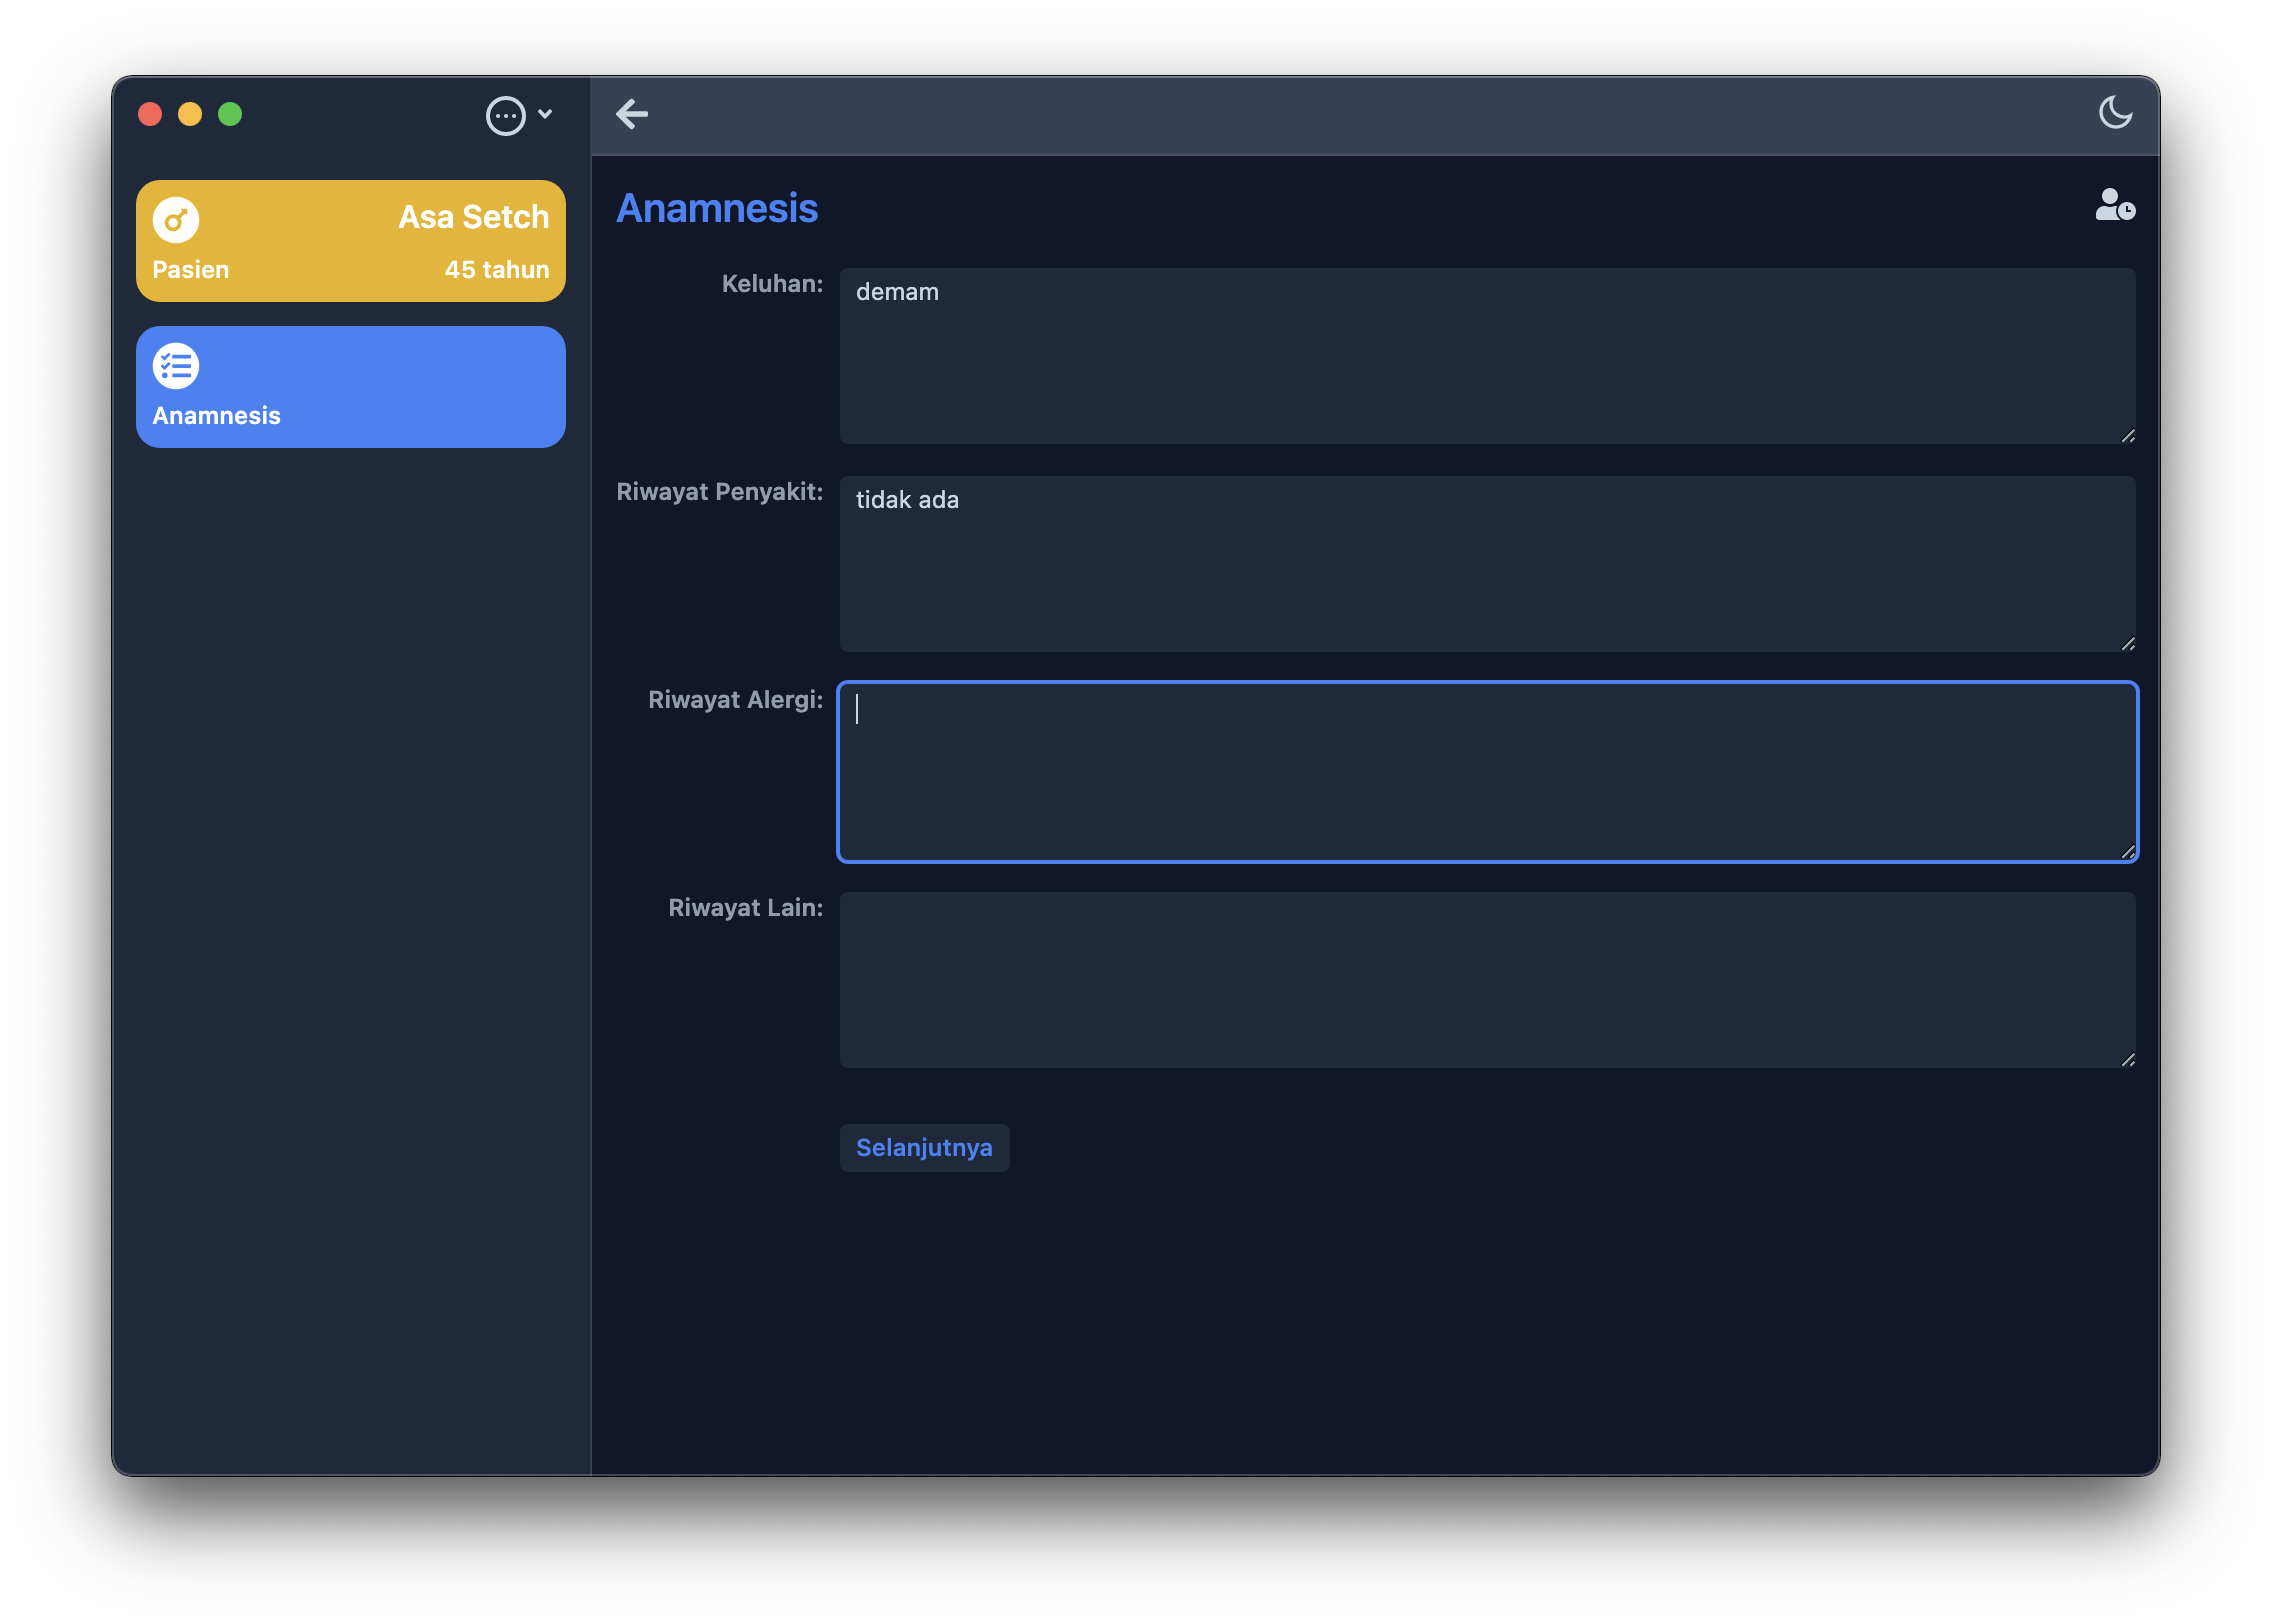 Asa Setch
Pasien
45 tahun
Anamnesis
Anamnesis
Keluhan:
demam
Riwayat Penyakit:
tidak ada
Riwayat Alergi:
Riwayat Lain:
Selanjutnya